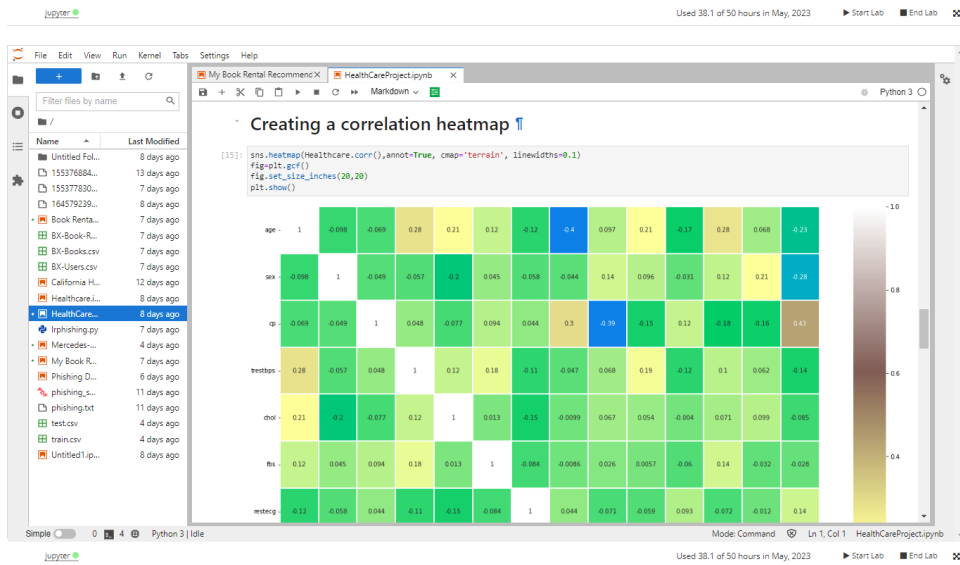 jupyter
Used 38.1 of 50 hours in May, 2023 Start Lab End Lab
File Edit View Run Kernel Tabs Settings Help
My Book Rental Recommend X HealthCareProject.ipynb X
Filter files by name
Markdown
Python 3
/
Name Last Modified
Untitled Fol... 8 days ago
155376884... 13 days ago
155377830... 7 days ago
164579239... 8 days ago
Book Renta... 7 days ago
BX-Book-R... 7 days ago
BX-Books.csv 7 days ago
BX-Users.csv 7 days ago
California H... 12 days ago
Healthcare.i... 8 days ago
HealthCare... 8 days ago
lrphishing.py 7 days ago
Mercedes-... 4 days ago
My Book R... 7 days ago
Phishing D... 6 days ago
phishing_s... 11 days ago
phishing.txt 11 days ago
test.csv 4 days ago
train.csv 4 days ago
Untitled1.ip... 8 days ago
Creating a correlation heatmap ¶
[15]: sns.heatmap(Healthcare.corr(),annot=True, cmap='terrain', linewidths=0.1)
fig=plt.gcf()
fig.set_size_inches(20,20)
plt.show()
age - 1 -0.098 -0.069 0.28 0.21 0.12 -0.12 -0.4 0.097 0.21 -0.17 0.28 0.068 -0.23
sex - -0.098 1 -0.049 -0.057 -0.2 0.045 -0.058 -0.044 0.14 0.096 -0.031 0.12 0.21 -0.28
cp - -0.069 -0.049 1 0.048 -0.077 0.094 0.044 0.3 -0.39 -0.15 0.12 -0.18 -0.16 0.43
trestbps - 0.28 -0.057 0.048 1 0.12 0.18 -0.11 -0.047 0.068 0.19 -0.12 0.1 0.062 -0.14
chol - 0.21 -0.2 -0.077 0.12 1 0.013 -0.15 -0.0099 0.067 0.054 -0.004 0.071 0.099 -0.085
fbs - 0.12 0.045 0.094 0.18 0.013 1 -0.084 -0.0086 0.026 0.0057 -0.06 0.14 -0.032 -0.028
restecg - -0.12 -0.058 0.044 -0.11 -0.15 -0.084 1 0.044 -0.071 -0.059 0.093 -0.072 -0.012 0.14
- 1.0
- 0.8
- 0.6
- 0.4
Simple 0 4 Python 3 | Idle Mode: Command Ln 1, Col 1 HealthCareProject.ipynb
jupyter
Used 38.1 of 50 hours in May, 2023 Start Lab End Lab